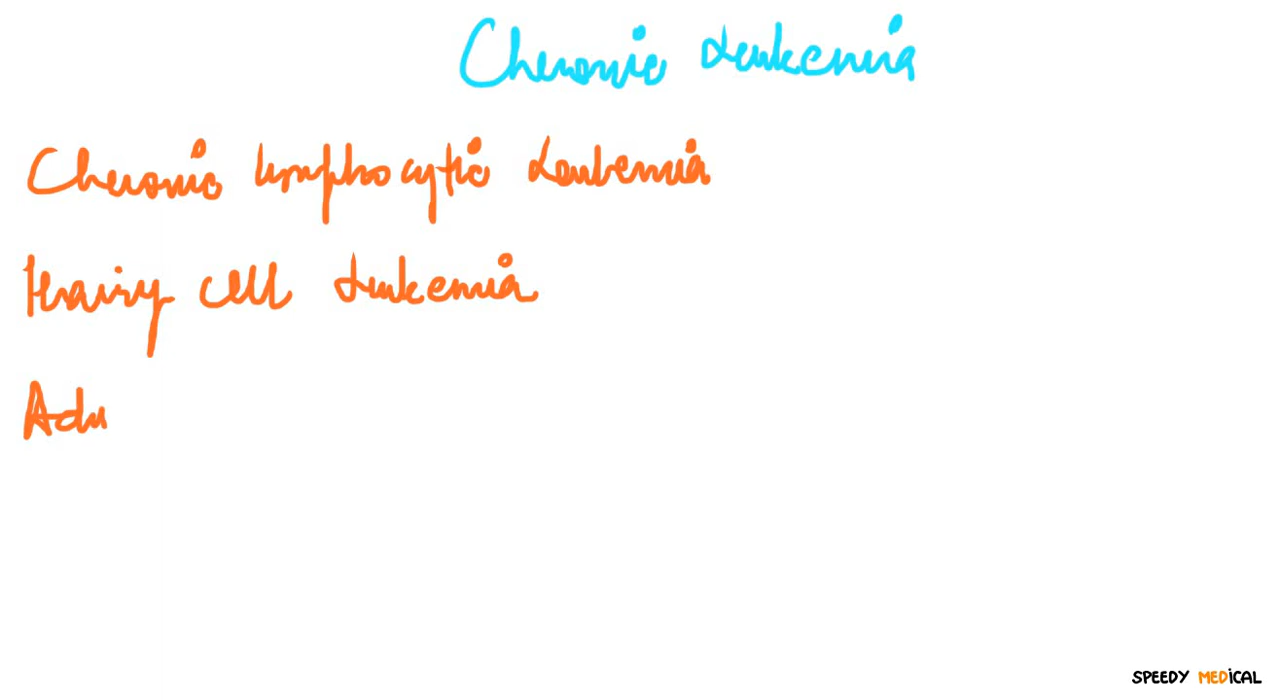 Chronic Leukemia
Chronic lymphocytic Leukemia
Hairy cell Leukemia
Adu
SPEEDY MEDiCAL